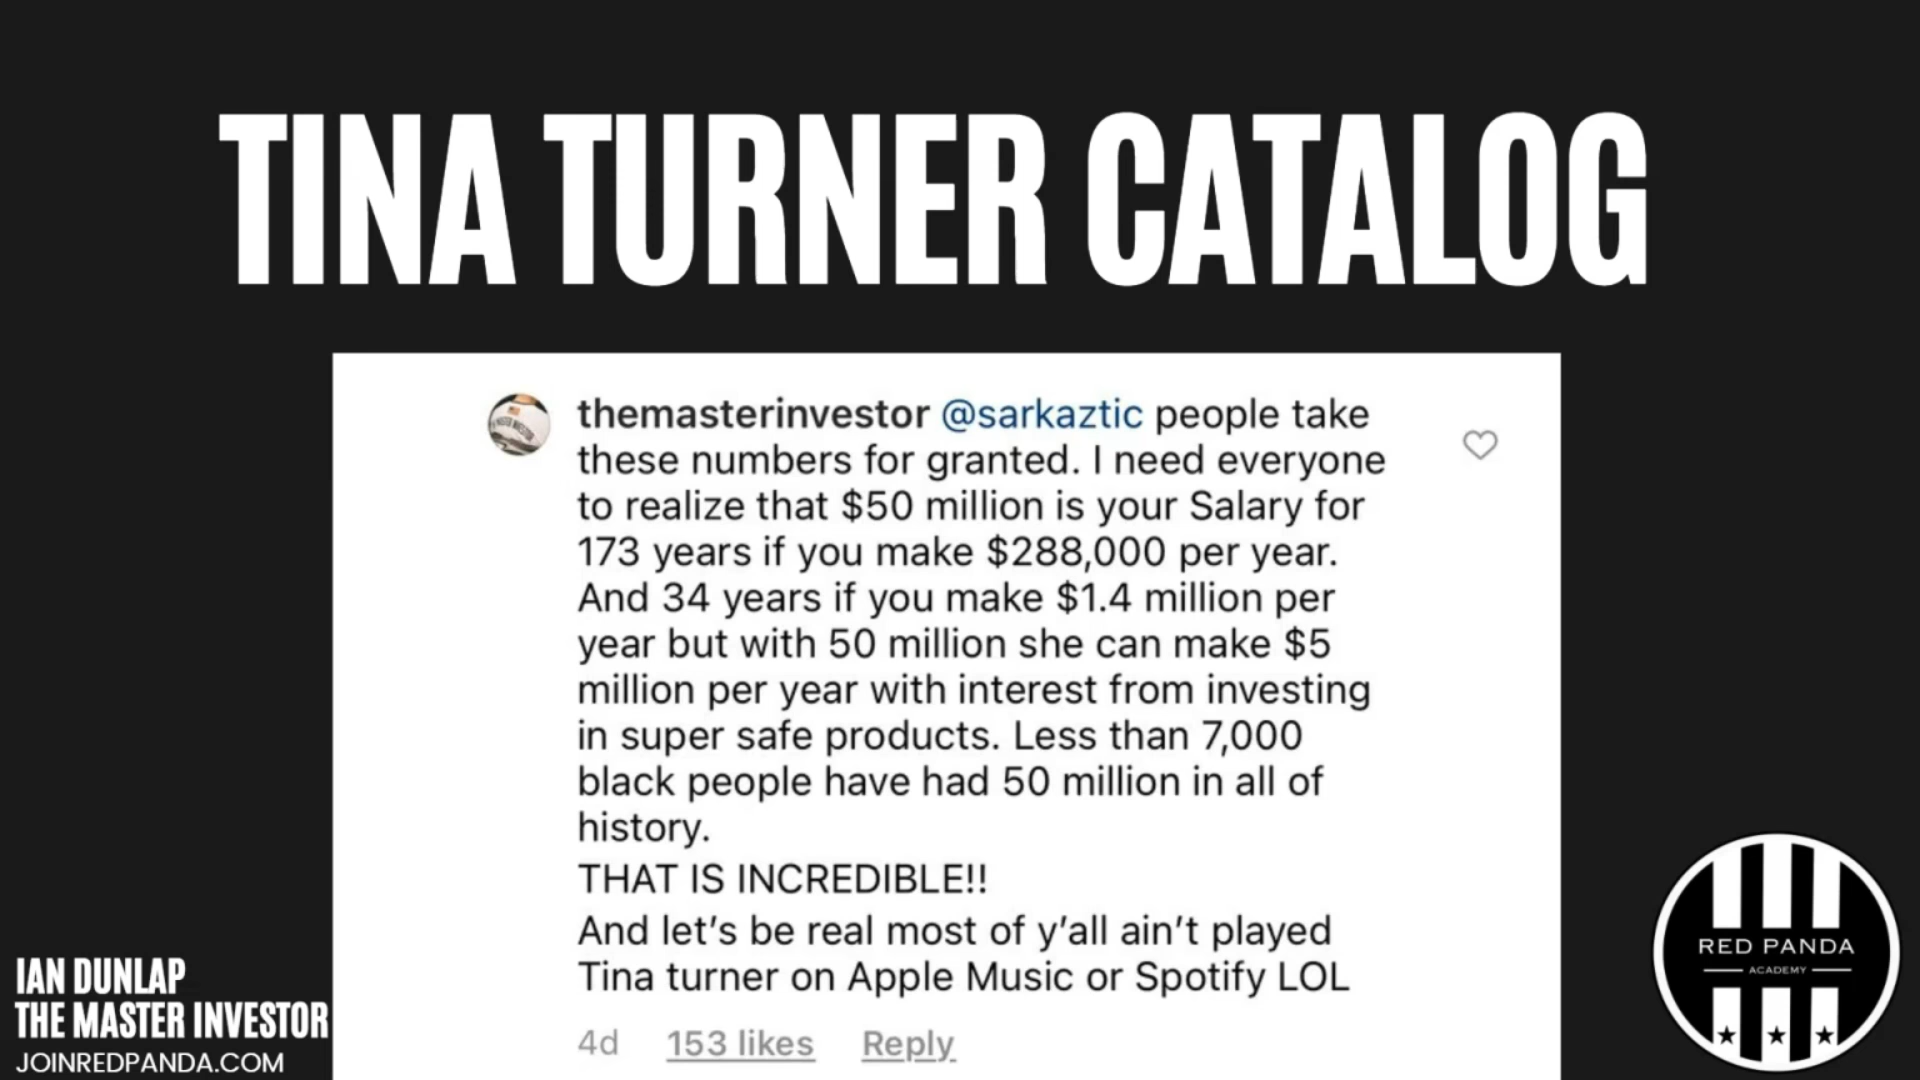 TINA TURNER CATALOG
themasterinvestor @sarkaztic people take
these numbers for granted. I need everyone
to realize that $50 million is your Salary for
173 years if you make $288,000 per year.
And 34 years if you make $1.4 million per
year but with 50 million she can make $5
million per year with interest from investing
in super safe products. Less than 7,000
black people have had 50 million in all of
history.
THAT IS INCREDIBLE!!
And let's be real most of y'all ain't played
Tina turner on Apple Music or Spotify LOL
4d 153 likes Reply
IAN DUNLAP
THE MASTER INVESTOR
JOINREDPANDA.COM
RED PANDA
ACADEMY